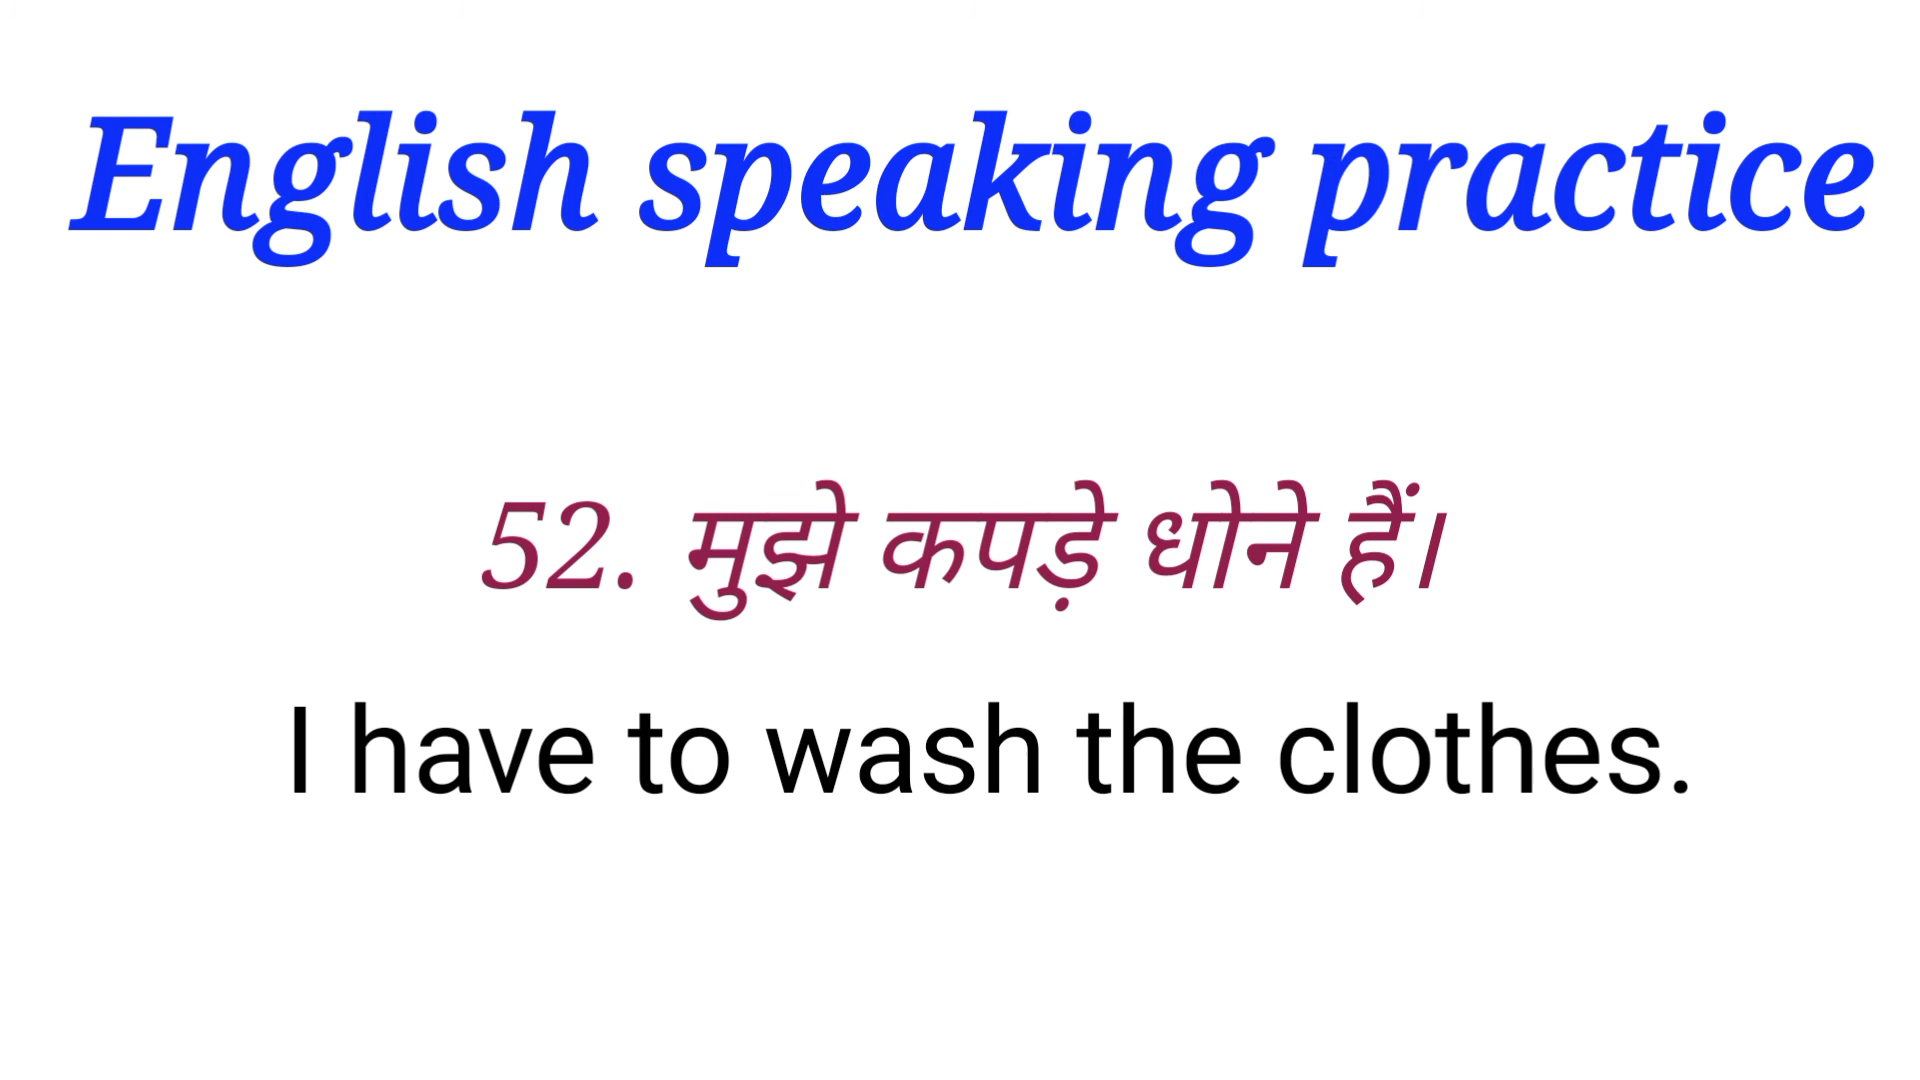 English speaking practice
52. मुझे कपड़े धोने हैं।
I have to wash the clothes.